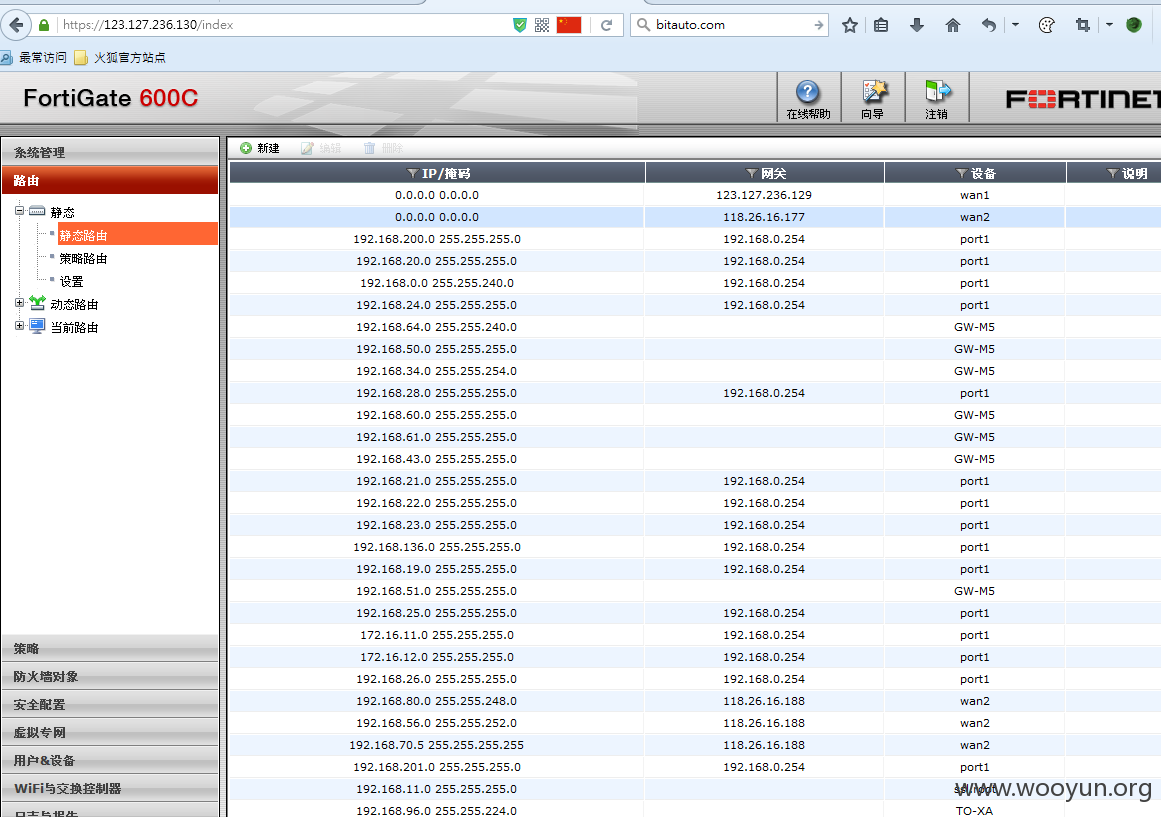 https://123.127.236.130/index
bitauto.com
最常访问 火狐官方站点
FortiGate 600C
在线帮助 向导 注销
FORTINET
系统管理
路由
静态
静态路由
策略路由
设置
动态路由
当前路由
策略
防火墙对象
安全配置
虚拟专网
用户&设备
WiFi与交换控制器
日志与报告
新建 编辑 删除
IP/掩码 网关 设备 说明
0.0.0.0 0.0.0.0 123.127.236.129 wan1
0.0.0.0 0.0.0.0 118.26.16.177 wan2
192.168.200.0 255.255.255.0 192.168.0.254 port1
192.168.20.0 255.255.255.0 192.168.0.254 port1
192.168.0.0 255.255.240.0 192.168.0.254 port1
192.168.24.0 255.255.255.0 192.168.0.254 port1
192.168.64.0 255.255.240.0 GW-M5
192.168.50.0 255.255.255.0 GW-M5
192.168.34.0 255.255.254.0 GW-M5
192.168.28.0 255.255.255.0 192.168.0.254 port1
192.168.60.0 255.255.255.0 GW-M5
192.168.61.0 255.255.255.0 GW-M5
192.168.43.0 255.255.255.0 GW-M5
192.168.21.0 255.255.255.0 192.168.0.254 port1
192.168.22.0 255.255.255.0 192.168.0.254 port1
192.168.23.0 255.255.255.0 192.168.0.254 port1
192.168.136.0 255.255.255.0 192.168.0.254 port1
192.168.19.0 255.255.255.0 192.168.0.254 port1
192.168.51.0 255.255.255.0 GW-M5
192.168.25.0 255.255.255.0 192.168.0.254 port1
172.16.11.0 255.255.255.0 192.168.0.254 port1
172.16.12.0 255.255.255.0 192.168.0.254 port1
192.168.26.0 255.255.255.0 192.168.0.254 port1
192.168.80.0 255.255.248.0 118.26.16.188 wan2
192.168.56.0 255.255.252.0 118.26.16.188 wan2
192.168.70.5 255.255.255.255 118.26.16.188 wan2
192.168.201.0 255.255.255.0 192.168.0.254 port1
192.168.11.0 255.255.255.0 ssl.root
192.168.96.0 255.255.224.0 TO-XA
www.wooyun.org